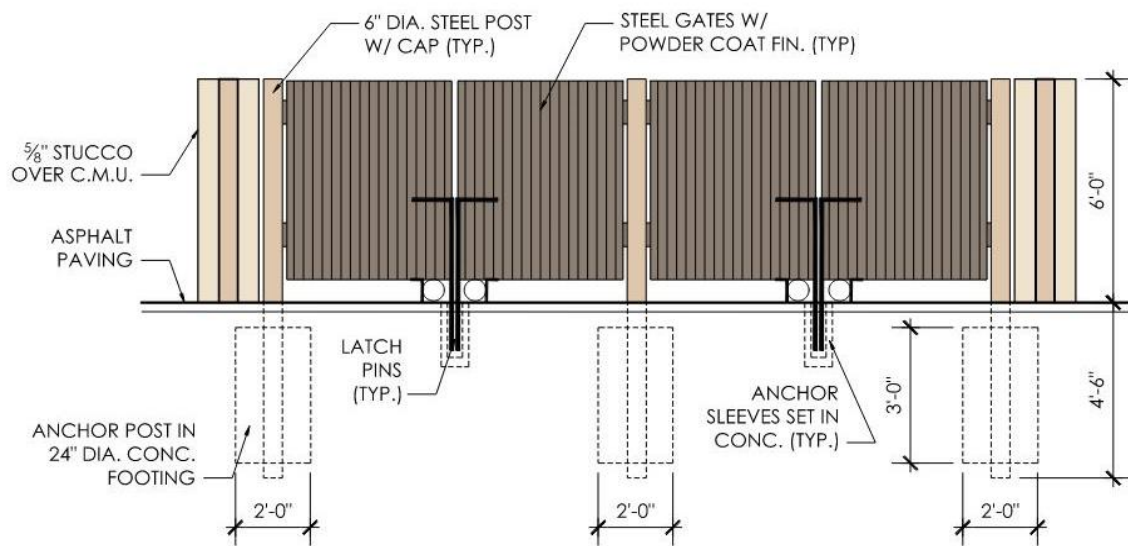 6" DIA. STEEL POST
W/ CAP (TYP.)
STEEL GATES W/
POWDER COAT FIN. (TYP)
⅝" STUCCO
OVER C.M.U.
6'-0"
ASPHALT
PAVING
LATCH
PINS
(TYP.)
ANCHOR
SLEEVES SET IN
CONC. (TYP.)
3'-0"
4'-6"
ANCHOR POST IN
24" DIA. CONC.
FOOTING
2'-0"
2'-0"
2'-0"